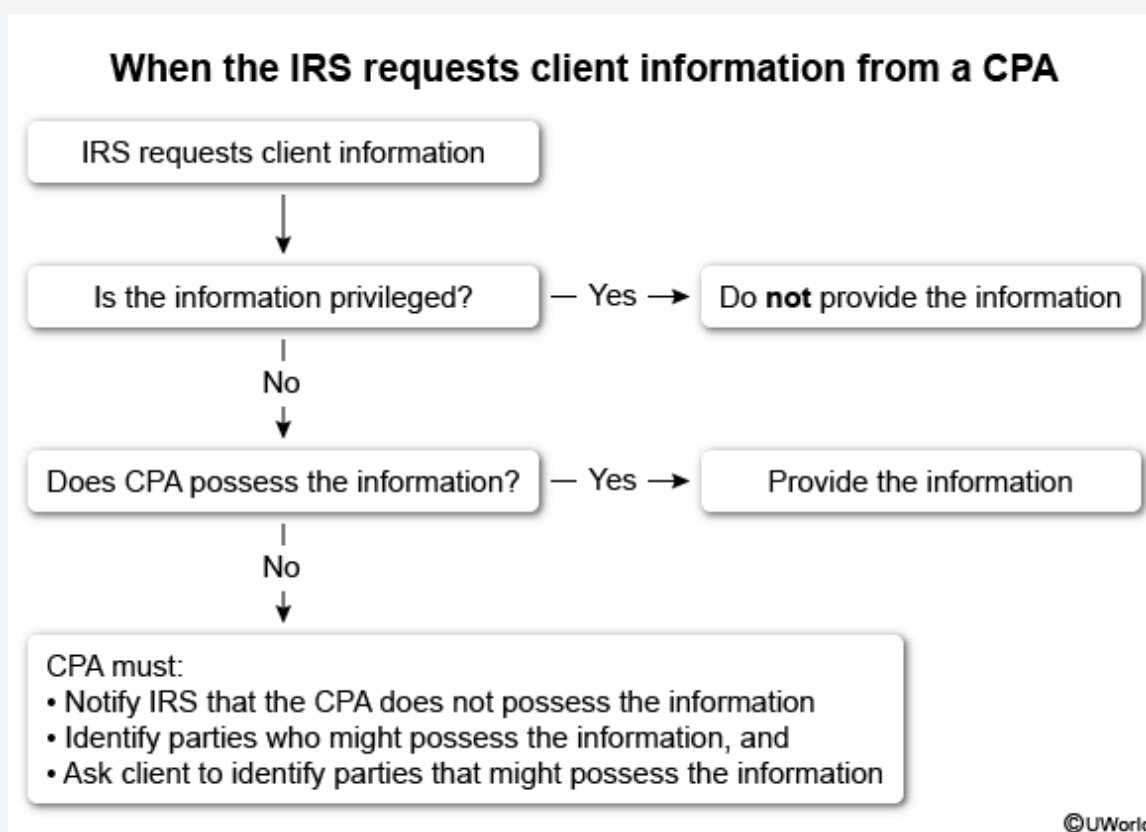 When the IRS requests client information from a CPA
IRS requests client information
Is the information privileged?
Yes
Do not provide the information
No
Does CPA possess the information?
Yes
Provide the information
No
CPA must:
• Notify IRS that the CPA does not possess the information
• Identify parties who might possess the information, and
• Ask client to identify parties that might possess the information
©UWorl